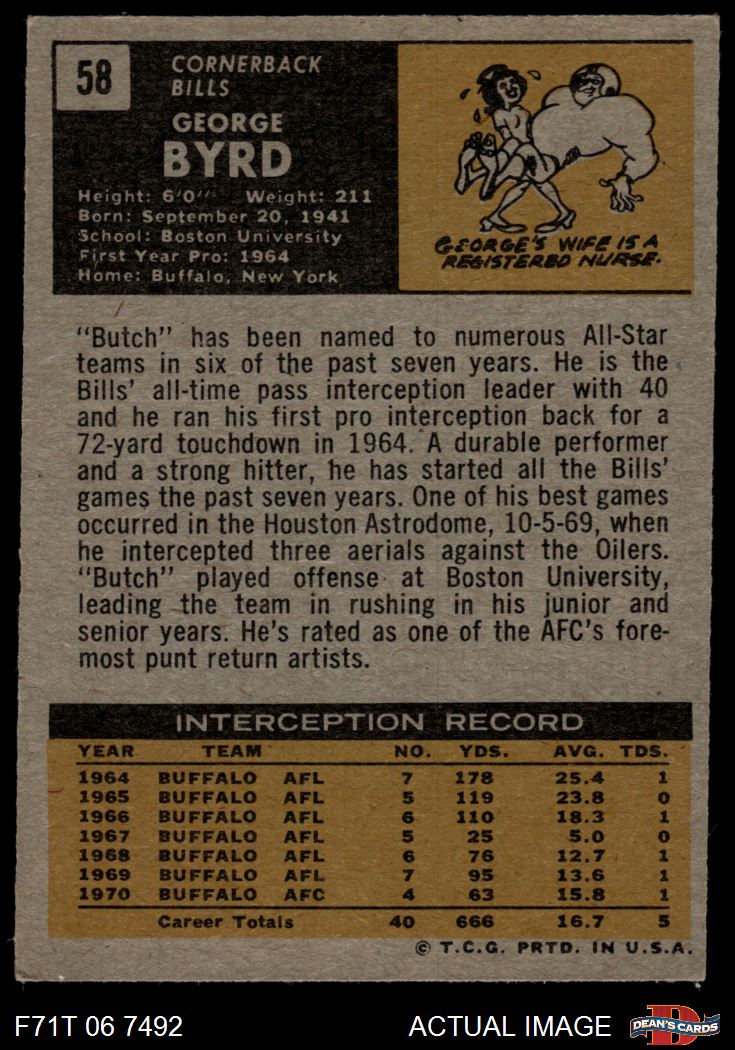 58
CORNERBACK
BILLS
GEORGE
BYRD
Height: 6'0" Weight: 211
Born: September 20, 1941
School: Boston University
First Year Pro: 1964
Home: Buffalo, New York
GEORGE'S WIFE IS A
REGISTERED NURSE.
"Butch" has been named to numerous All-Star
teams in six of the past seven years. He is the
Bills' all-time pass interception leader with 40
and he ran his first pro interception back for a
72-yard touchdown in 1964. A durable performer
and a strong hitter, he has started all the Bills'
games the past seven years. One of his best games
occurred in the Houston Astrodome, 10-5-69, when
he intercepted three aerials against the Oilers.
"Butch" played offense at Boston University,
leading the team in rushing in his junior and
senior years. He's rated as one of the AFC's fore-
most punt return artists.
INTERCEPTION RECORD
YEAR TEAM NO. YDS. AVG. TDS.
1964 BUFFALO AFL 7 178 25.4 1
1965 BUFFALO AFL 5 119 23.8 0
1966 BUFFALO AFL 6 110 18.3 1
1967 BUFFALO AFL 5 25 5.0 0
1968 BUFFALO AFL 6 76 12.7 1
1969 BUFFALO AFL 7 95 13.6 1
1970 BUFFALO AFC 4 63 15.8 1
Career Totals 40 666 16.7 5
© T.C.G. PRTD. IN U.S.A.
F71T 06 7492 ACTUAL IMAGE D DEAN'S CARDS